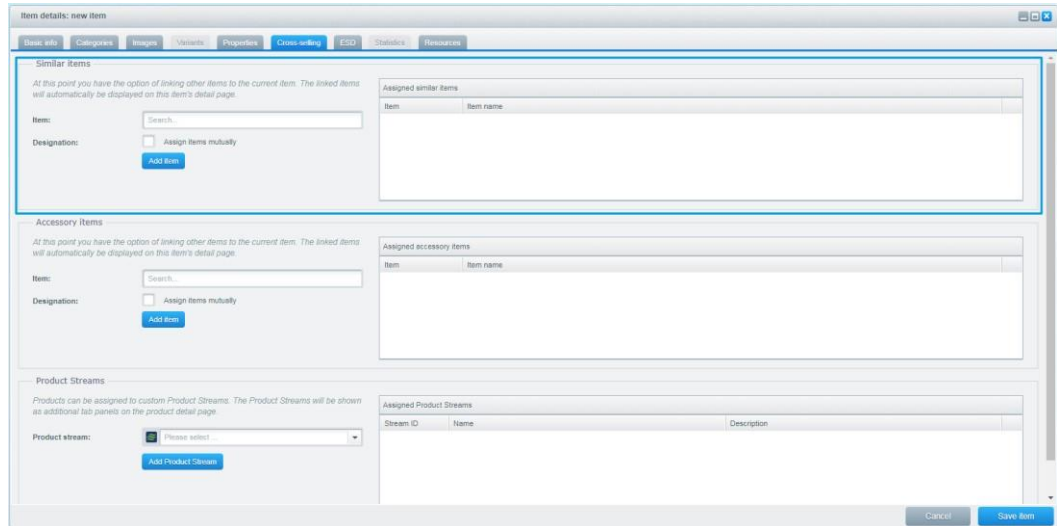 Item details: new item
Basic info Categories Images Variants Properties Cross-selling ESD Statistics Resources
Similar items
At this point you have the option of linking other items to the current item. The linked items
will automatically be displayed on this item's detail page.
Item: Search...
Designation: Assign items mutually
Add item
Assigned similar items
Item Item name
Accessory items
At this point you have the option of linking other items to the current item. The linked items
will automatically be displayed on this item's detail page.
Item: Search...
Designation: Assign items mutually
Add item
Assigned accessory items
Item Item name
Product Streams
Products can be assigned to custom Product Streams. The Product Streams will be shown
as additional tab panels on the product detail page.
Product stream: Please select ...
Add Product Stream
Assigned Product Streams
Stream ID Name Description
Cancel Save item